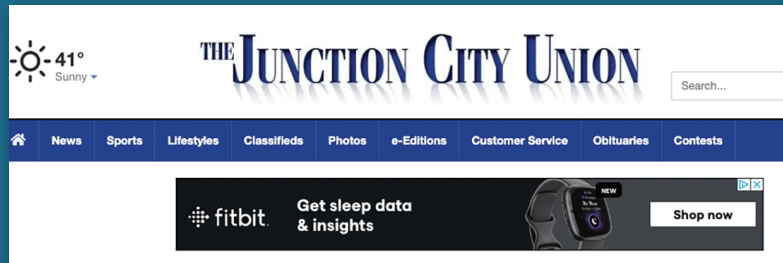 41°
Sunny
THE JUNCTION CITY UNION
Search...
News Sports Lifestyles Classifieds Photos e-Editions Customer Service Obituaries Contests
fitbit.
Get sleep data
& insights
NEW
Shop now